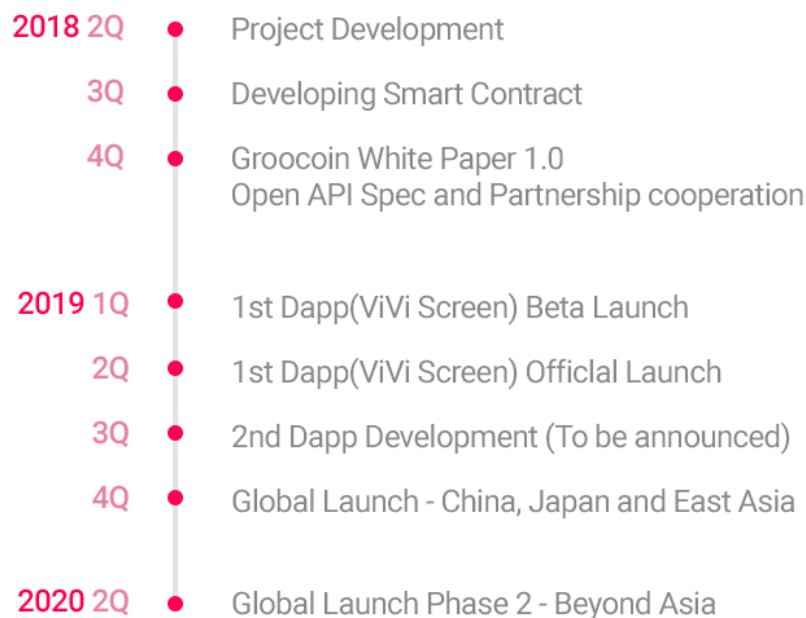 2018 2Q Project Development
3Q Developing Smart Contract
4Q Groocoin White Paper 1.0
Open API Spec and Partnership cooperation
2019 1Q 1st Dapp(ViVi Screen) Beta Launch
2Q 1st Dapp(ViVi Screen) Officlal Launch
3Q 2nd Dapp Development (To be announced)
4Q Global Launch - China, Japan and East Asia
2020 2Q Global Launch Phase 2 - Beyond Asia